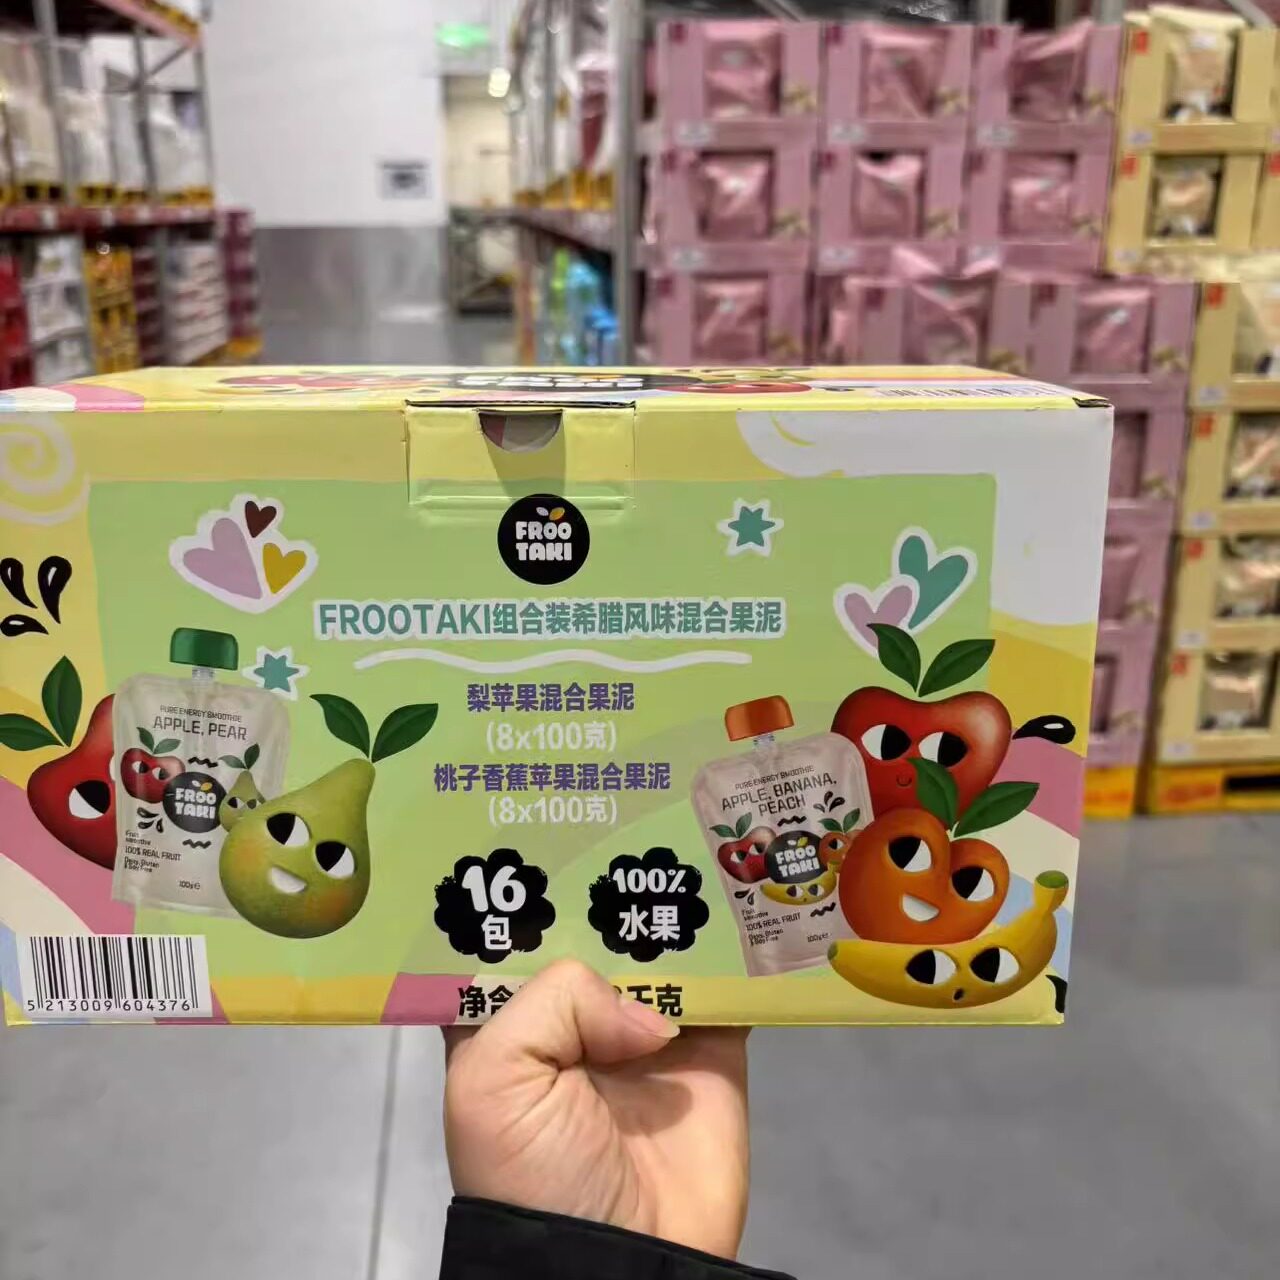 FROO
TAKI
FROOTAKI组合装希腊风味混合果泥
梨苹果混合果泥
(8x100克)
桃子香蕉苹果混合果泥
(8x100克)
PURE ENERGY SMOOTHIE
APPLE, PEAR
FROO
TAKI
100% REAL FRUIT
100g℮
PURE ENERGY SMOOTHIE
APPLE, BANANA,
PEACH
FROO
TAKI
100% REAL FRUIT
100g℮
16
包
100%
水果
5 213009 604376
净含
千克